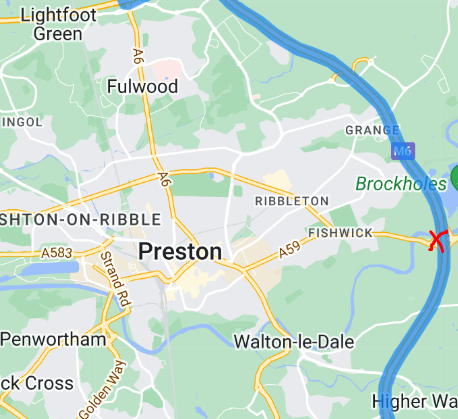 Lightfoot
Green
A6
Fulwood
INGOL
GRANGE
M6
A6
Brockholes
RIBBLETON
SHTON-ON-RIBBLE
FISHWICK
A583
Preston
A59
Strand Rd
Penwortham
Walton-le-Dale
ck Cross
Golden Way
Higher Wa